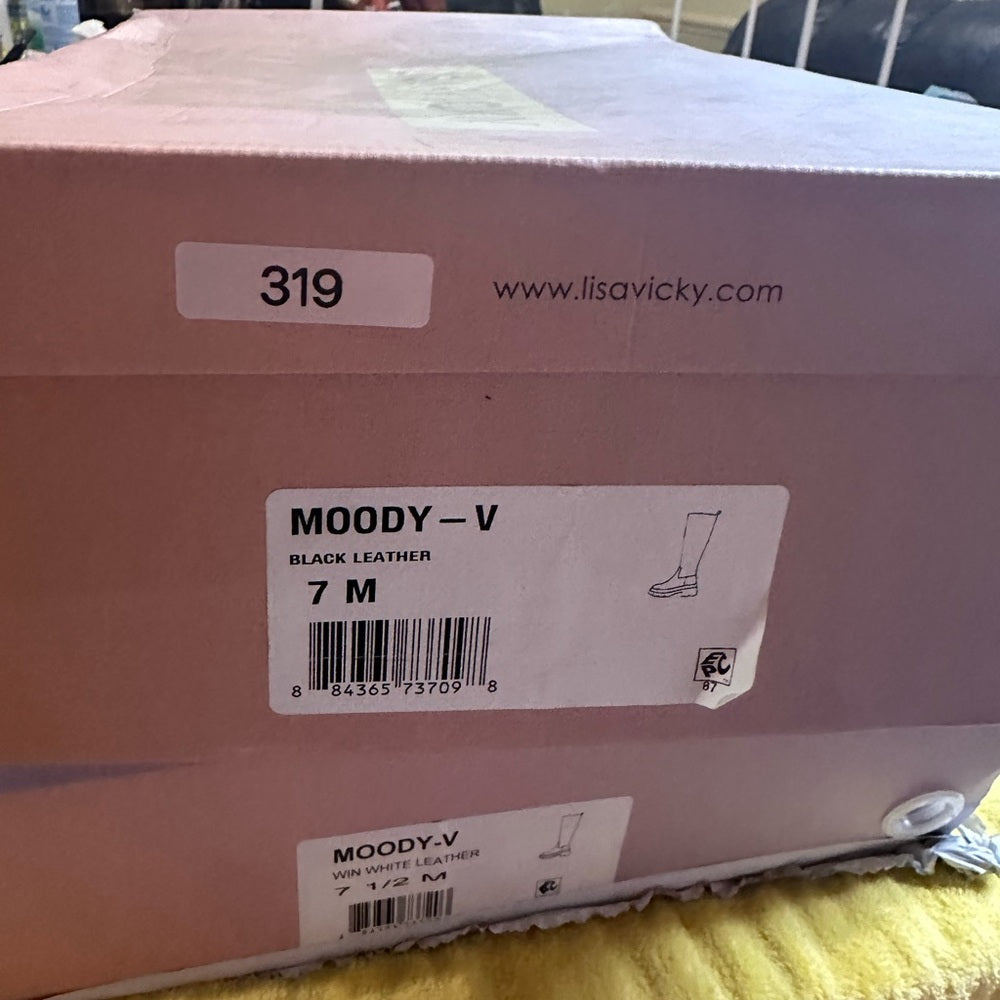 319
www.lisavicky.com
MOODY – V
BLACK LEATHER
7 M
8 84365 73709 8
EPC
87
MOODY-V
WIN WHITE LEATHER
7 1/2 M